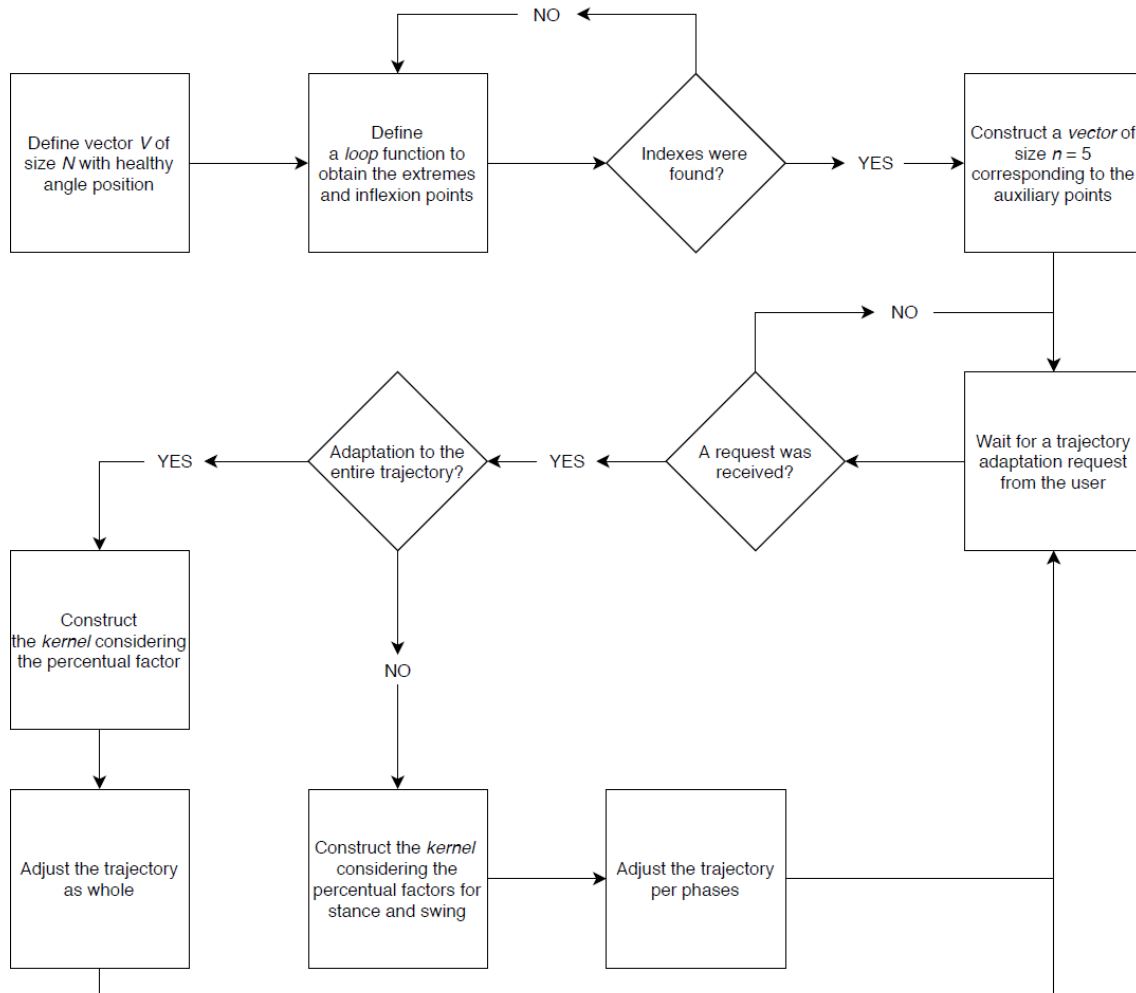 NO
Define vector V of
size N with healthy
angle position
Define
a loop function to
obtain the extremes
and inflexion points
Indexes were
found?
YES
Construct a vector of
size n = 5
corresponding to the
auxiliary points
NO
YES
Adaptation to the
entire trajectory?
YES
A request was
received?
Wait for a trajectory
adaptation request
from the user
Construct
the kernel considering
the percentual factor
NO
Adjust the trajectory
as whole
Construct the kernel
considering the
percentual factors for
stance and swing
Adjust the trajectory
per phases